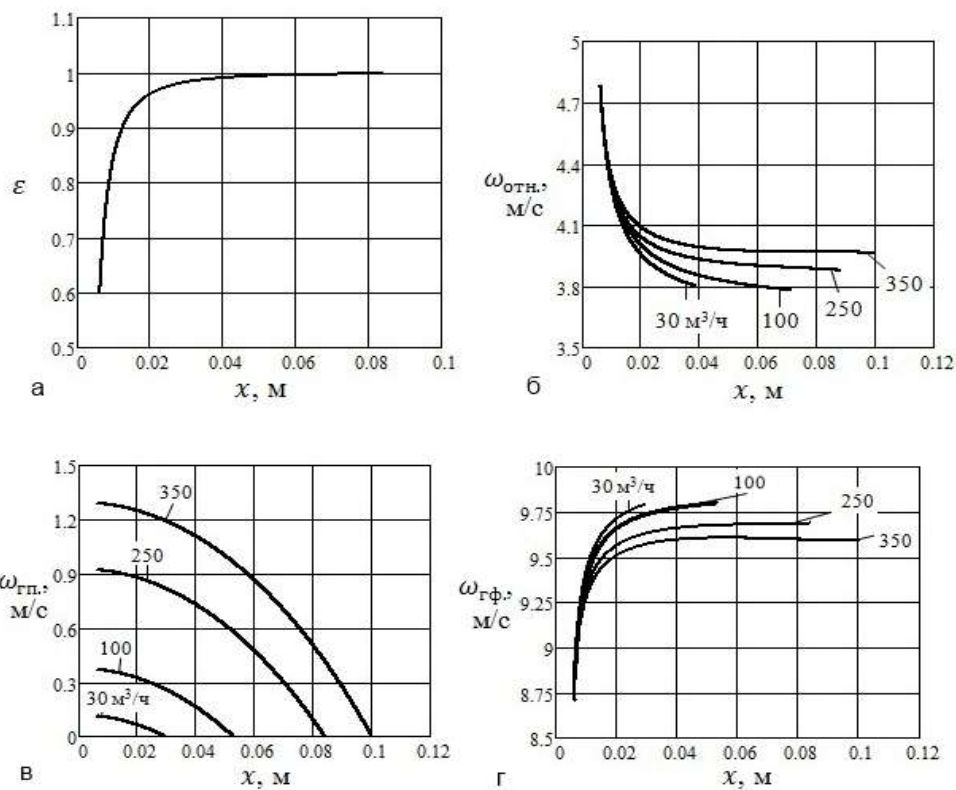 1.1
1
0.9
ε
0.8
0.7
0.6
0.5
0 0.02 0.04 0.06 0.08 0.1
x, м
а
5
4.7
4.4
ω отн.,
м/с
4.1
3.8
3.5
350
250
100
30 м³/ч
0 0.02 0.04 0.06 0.08 0.1 0.12
x, м
б
1.5
1.2
0.9
ω гп.,
м/с
0.6
0.3
0
350
250
100
30 м³/ч
0 0.02 0.04 0.06 0.08 0.1 0.12
x, м
в
10
9.75
9.5
ω гф.,
м/с
9.25
9
8.75
8.5
30 м³/ч
100
250
350
0 0.02 0.04 0.06 0.08 0.1 0.12
x, м
г